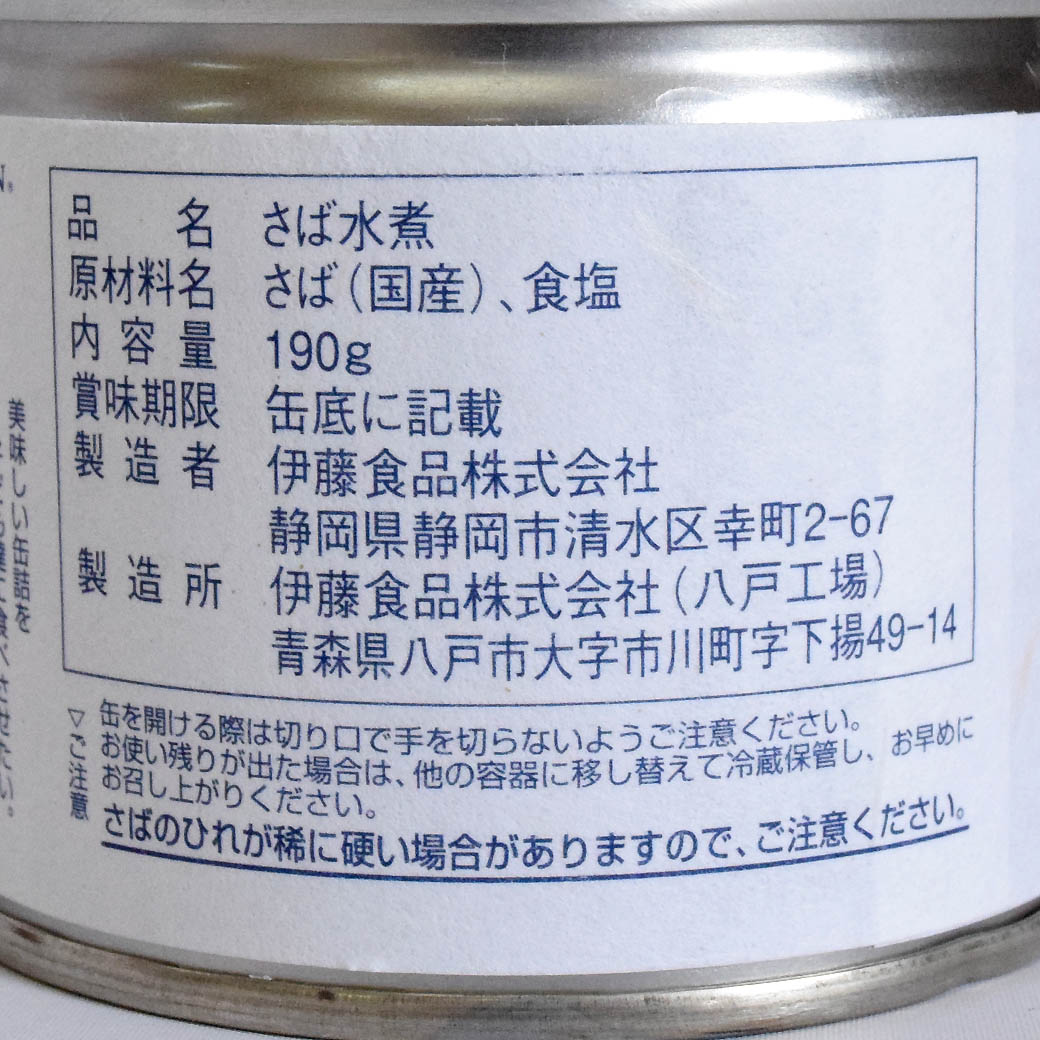 品名 さば水煮
原材料名 さば(国産)、食塩
内容量 190g
賞味期限 缶底に記載
製造者 伊藤食品株式会社
静岡県静岡市清水区幸町2-67
製造所 伊藤食品株式会社(八戸工場)
青森県八戸市大字市川町字下揚49-14
▽ご注意
缶を開ける際は切り口で手を切らないようご注意ください。
お使い残りが出た場合は、他の容器に移し替えて冷蔵保管し、お早めに
お召し上がりください。
さばのひれが稀に硬い場合がありますので、ご注意ください。
美味しい缶詰を